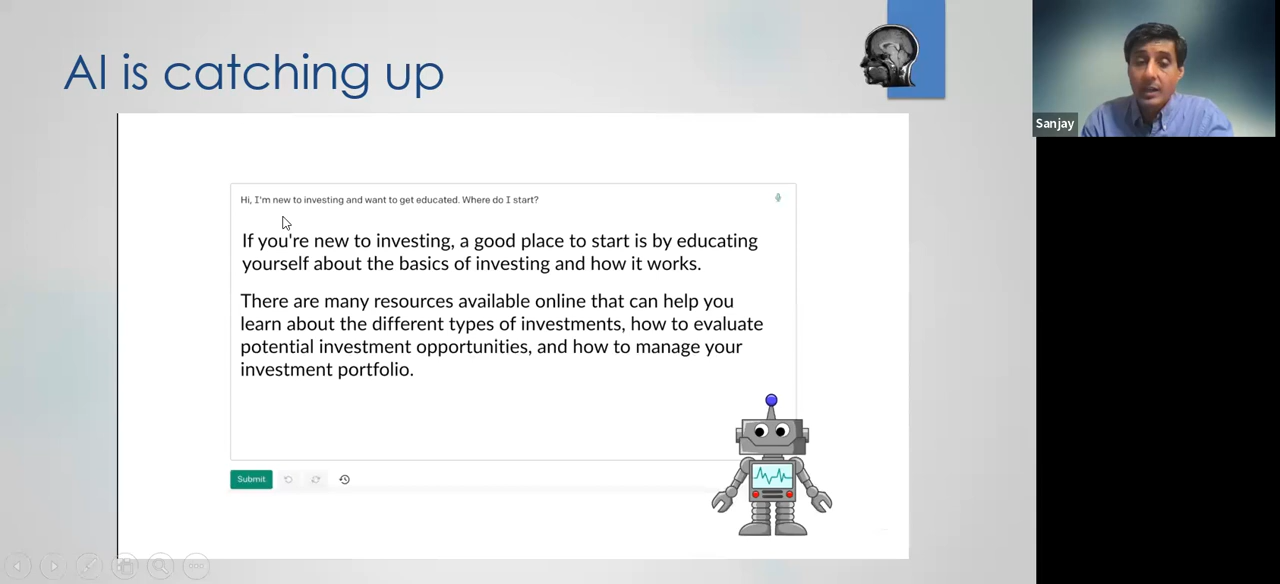 AI is catching up
Sanjay
Hi, I'm new to investing and want to get educated. Where do I start?
If you're new to investing, a good place to start is by educating
yourself about the basics of investing and how it works.
There are many resources available online that can help you
learn about the different types of investments, how to evaluate
potential investment opportunities, and how to manage your
investment portfolio.
Submit